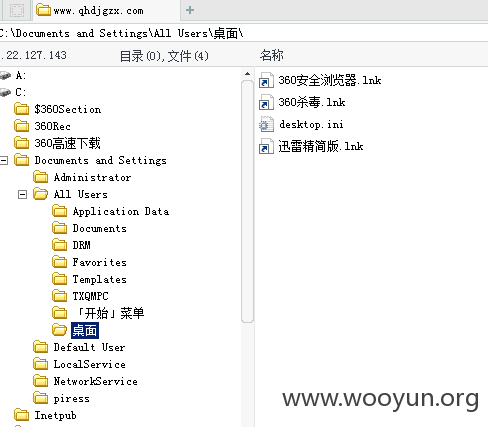 www.qhdjgzx.com
C:\Documents and Settings\All Users\桌面\
.22.127.143 目录(0),文件(4) 名称
A:
C:
$360Section
360Rec
360高速下载
Documents and Settings
Administrator
All Users
Application Data
Documents
DRM
Favorites
Templates
TXQMPC
「开始」菜单
桌面
Default User
LocalService
NetworkService
piress
Inetpub
360安全浏览器.lnk
360杀毒.lnk
desktop.ini
迅雷精简版.lnk
www.wooyun.org